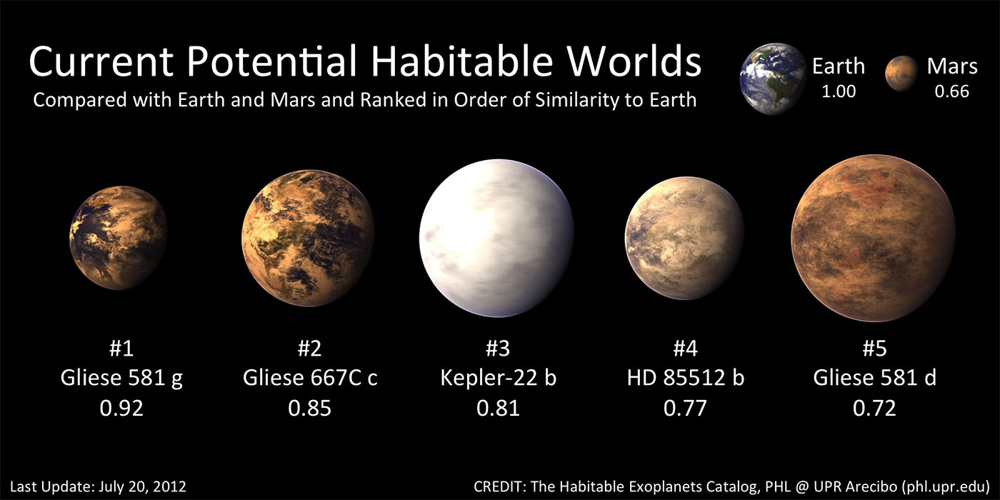 Current Potential Habitable Worlds
Compared with Earth and Mars and Ranked in Order of Similarity to Earth
Earth
1.00
Mars
0.66
#1
Gliese 581 g
0.92
#2
Gliese 667C c
0.85
#3
Kepler-22 b
0.81
#4
HD 85512 b
0.77
#5
Gliese 581 d
0.72
Last Update: July 20, 2012
CREDIT: The Habitable Exoplanets Catalog, PHL @ UPR Arecibo (phl.upr.edu)